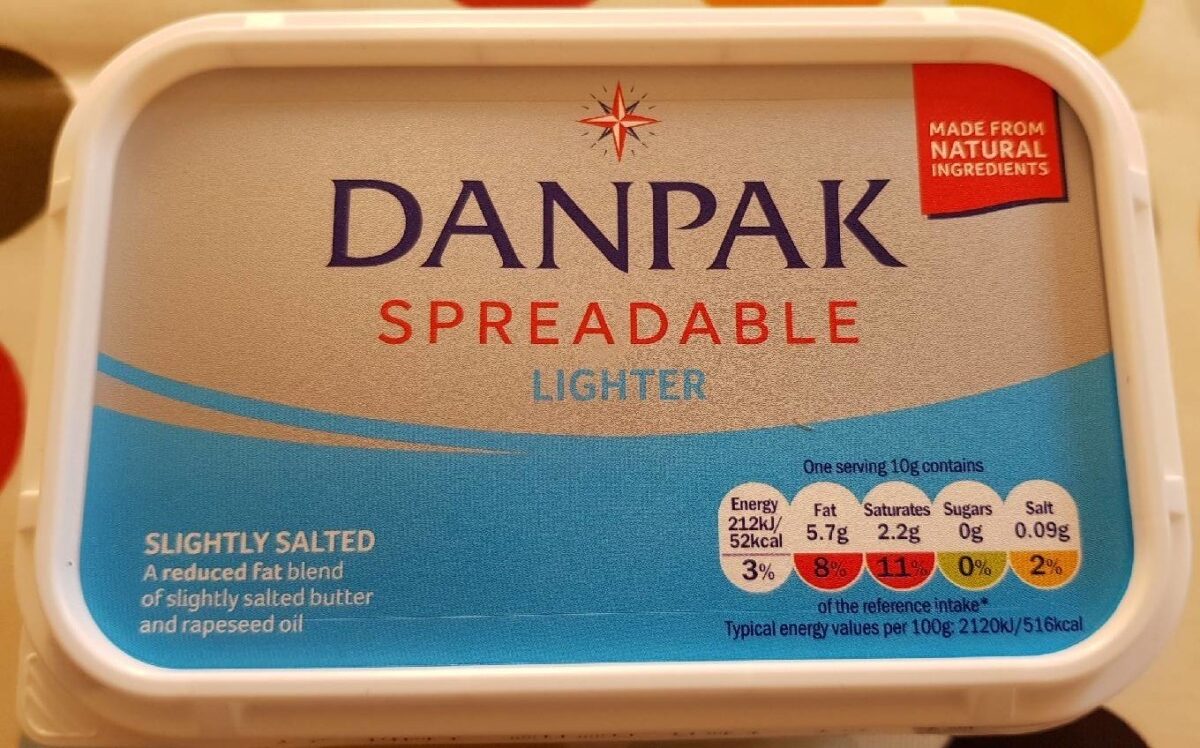 MADE FROM
NATURAL
INGREDIENTS
DANPAK
SPREADABLE
LIGHTER
One serving 10g contains
Energy
212kJ/
52kcal
3%
Fat
5.7g
8%
Saturates
2.2g
11%
Sugars
0g
0%
Salt
0.09g
2%
of the reference intake*
Typical energy values per 100g: 2120kJ/516kcal
SLIGHTLY SALTED
A reduced fat blend
of slightly salted butter
and rapeseed oil